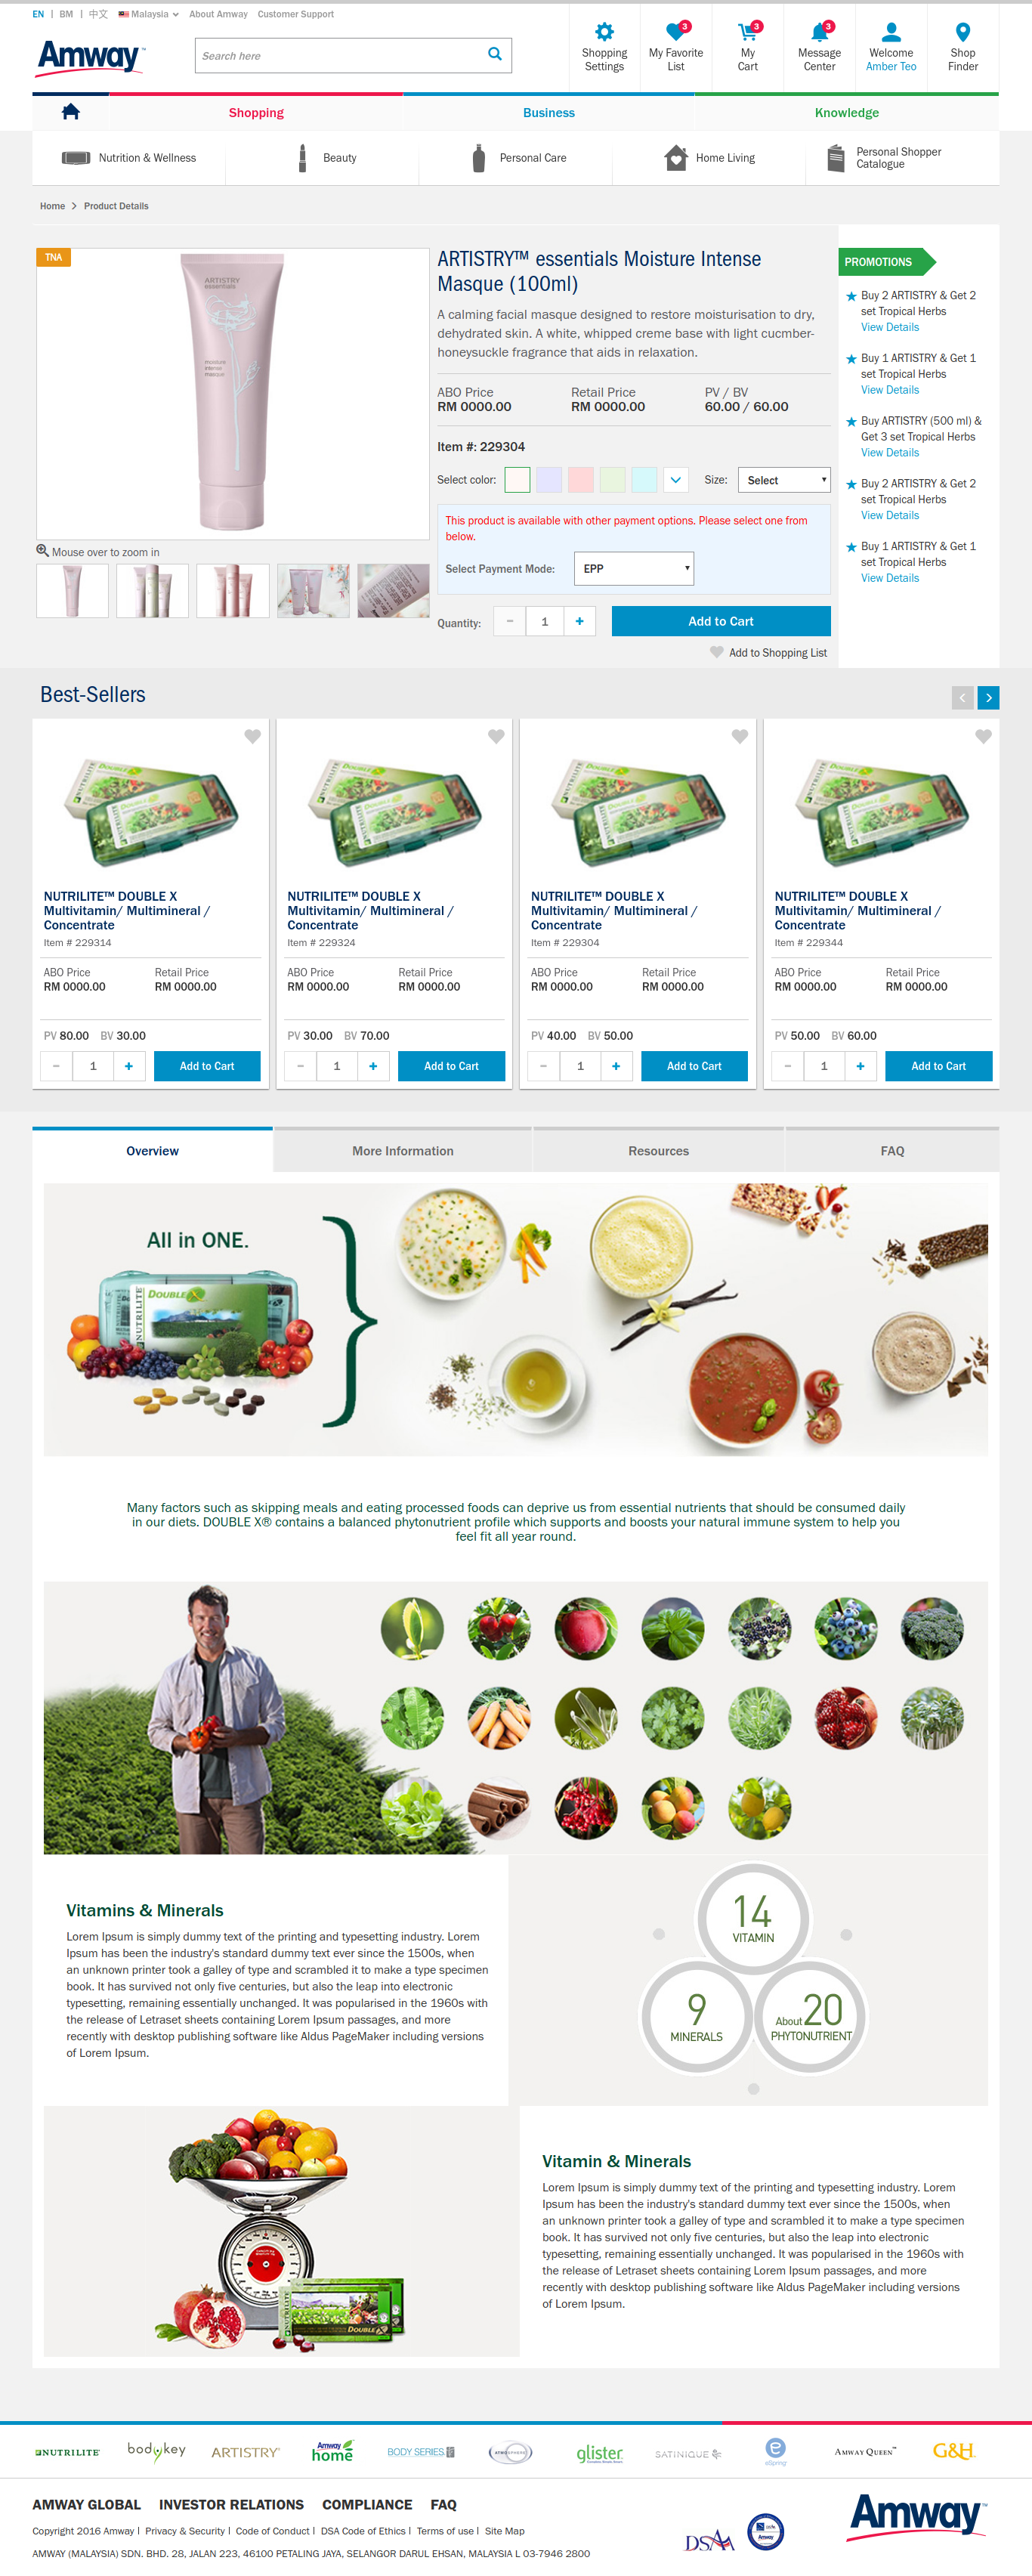 EN | BM | 中文 Malaysia About Amway Customer Support
Amway™
Search here
Shopping Settings
3
My Favorite List
3
My Cart
3
Message Center
Welcome
Amber Teo
Shop Finder
Shopping
Business
Knowledge
Nutrition & Wellness
Beauty
Personal Care
Home Living
Personal Shopper
Catalogue
Home > Product Details
TNA
ARTISTRY
essentials
moisture
intense
masque
Mouse over to zoom in
ARTISTRY™ essentials Moisture Intense
Masque (100ml)
A calming facial masque designed to restore moisturisation to dry,
dehydrated skin. A white, whipped creme base with light cucmber-
honeysuckle fragrance that aids in relaxation.
ABO Price Retail Price PV / BV
RM 0000.00 RM 0000.00 60.00 / 60.00
Item #: 229304
Select color:
Size: Select
This product is available with other payment options. Please select one from
below.
Select Payment Mode: EPP
Quantity: − 1 + Add to Cart
Add to Shopping List
PROMOTIONS
Buy 2 ARTISTRY & Get 2
set Tropical Herbs
View Details
Buy 1 ARTISTRY & Get 1
set Tropical Herbs
View Details
Buy ARTISTRY (500 ml) &
Get 3 set Tropical Herbs
View Details
Buy 2 ARTISTRY & Get 2
set Tropical Herbs
View Details
Buy 1 ARTISTRY & Get 1
set Tropical Herbs
View Details
Best-Sellers
NUTRILITE™ DOUBLE X
Multivitamin/ Multimineral /
Concentrate
Item # 229314
ABO Price Retail Price
RM 0000.00 RM 0000.00
PV 80.00 BV 30.00
− 1 + Add to Cart
NUTRILITE™ DOUBLE X
Multivitamin/ Multimineral /
Concentrate
Item # 229324
ABO Price Retail Price
RM 0000.00 RM 0000.00
PV 30.00 BV 70.00
− 1 + Add to Cart
NUTRILITE™ DOUBLE X
Multivitamin/ Multimineral /
Concentrate
Item # 229304
ABO Price Retail Price
RM 0000.00 RM 0000.00
PV 40.00 BV 50.00
− 1 + Add to Cart
NUTRILITE™ DOUBLE X
Multivitamin/ Multimineral /
Concentrate
Item # 229344
ABO Price Retail Price
RM 0000.00 RM 0000.00
PV 50.00 BV 60.00
− 1 + Add to Cart
Overview
More Information
Resources
FAQ
All in ONE.
NUTRILITE
DOUBLE X
Many factors such as skipping meals and eating processed foods can deprive us from essential nutrients that should be consumed daily
in our diets. DOUBLE X® contains a balanced phytonutrient profile which supports and boosts your natural immune system to help you
feel fit all year round.
Vitamins & Minerals
Lorem Ipsum is simply dummy text of the printing and typesetting industry. Lorem
Ipsum has been the industry's standard dummy text ever since the 1500s, when
an unknown printer took a galley of type and scrambled it to make a type specimen
book. It has survived not only five centuries, but also the leap into electronic
typesetting, remaining essentially unchanged. It was popularised in the 1960s with
the release of Letraset sheets containing Lorem Ipsum passages, and more
recently with desktop publishing software like Aldus PageMaker including versions
of Lorem Ipsum.
14
VITAMIN
9
MINERALS
About 20
PHYTONUTRIENT
NUTRILITE
DOUBLE X
Vitamin & Minerals
Lorem Ipsum is simply dummy text of the printing and typesetting industry. Lorem
Ipsum has been the industry's standard dummy text ever since the 1500s, when
an unknown printer took a galley of type and scrambled it to make a type specimen
book. It has survived not only five centuries, but also the leap into electronic
typesetting, remaining essentially unchanged. It was popularised in the 1960s with
the release of Letraset sheets containing Lorem Ipsum passages, and more
recently with desktop publishing software like Aldus PageMaker including versions
of Lorem Ipsum.
NUTRILITE
bodykey
ARTISTRY
Amway home
BODY SERIES
ATMOSPHERE
glister
SATINIQUE
eSpring
AMWAY QUEEN™
G&H
AMWAY GLOBAL INVESTOR RELATIONS COMPLIANCE FAQ
Copyright 2016 Amway | Privacy & Security | Code of Conduct | DSA Code of Ethics | Terms of use | Site Map
AMWAY (MALAYSIA) SDN. BHD. 28, JALAN 223, 46100 PETALING JAYA, SELANGOR DARUL EHSAN, MALAYSIA L 03-7946 2800
Amway
Amway™